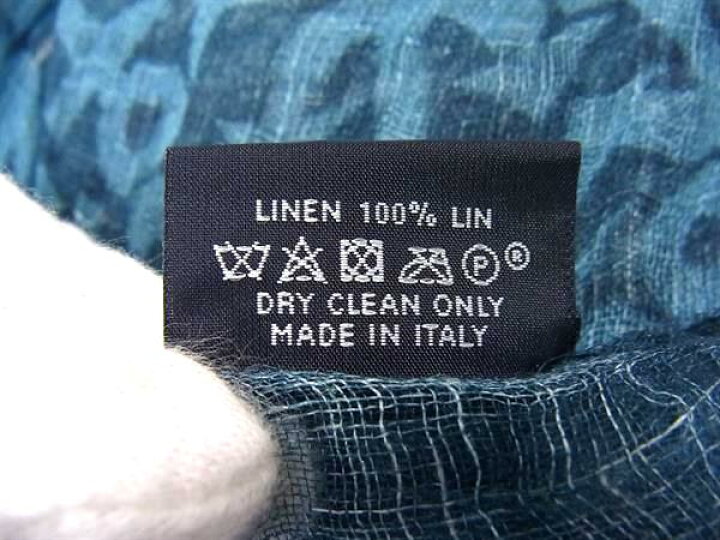 LINEN 100% LIN
P ®
DRY CLEAN ONLY
MADE IN ITALY